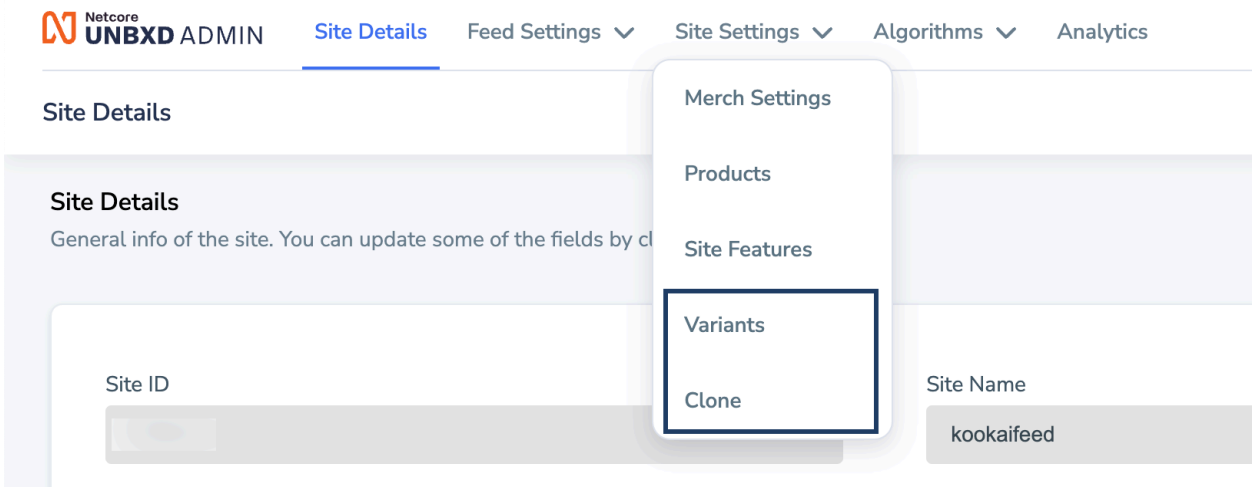 Netcore
UNBXD ADMIN
Site Details
Feed Settings
Site Settings
Algorithms
Analytics
Site Details
Merch Settings
Products
Site Features
Variants
Clone
Site Details
General info of the site. You can update some of the fields by
Site ID
Site Name
kookaifeed